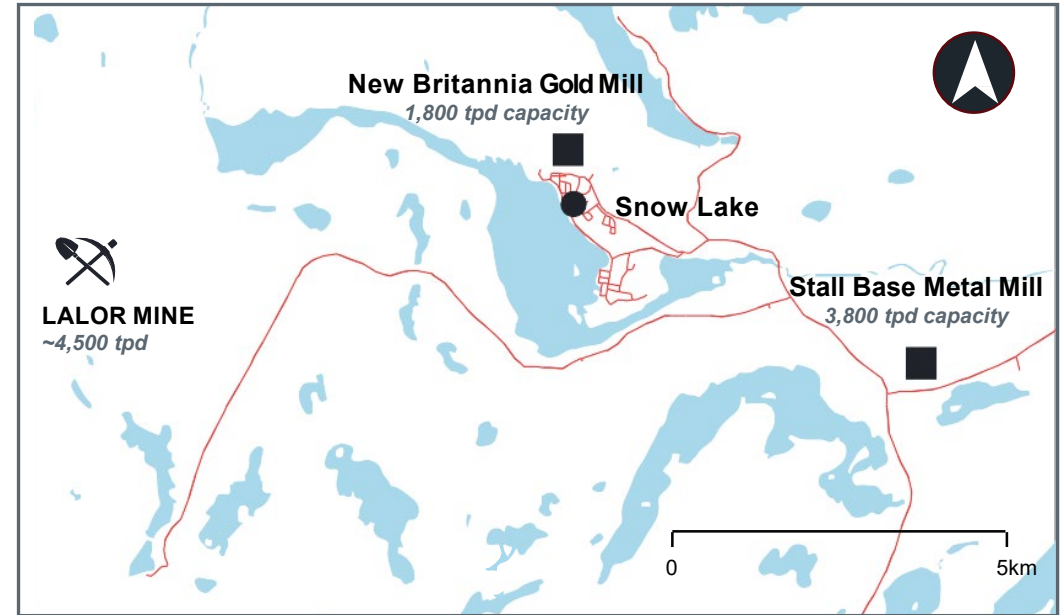 New Britannia Gold Mill
1,800 tpd capacity
Snow Lake
LALOR MINE
~4,500 tpd
Stall Base Metal Mill
3,800 tpd capacity
0 5km